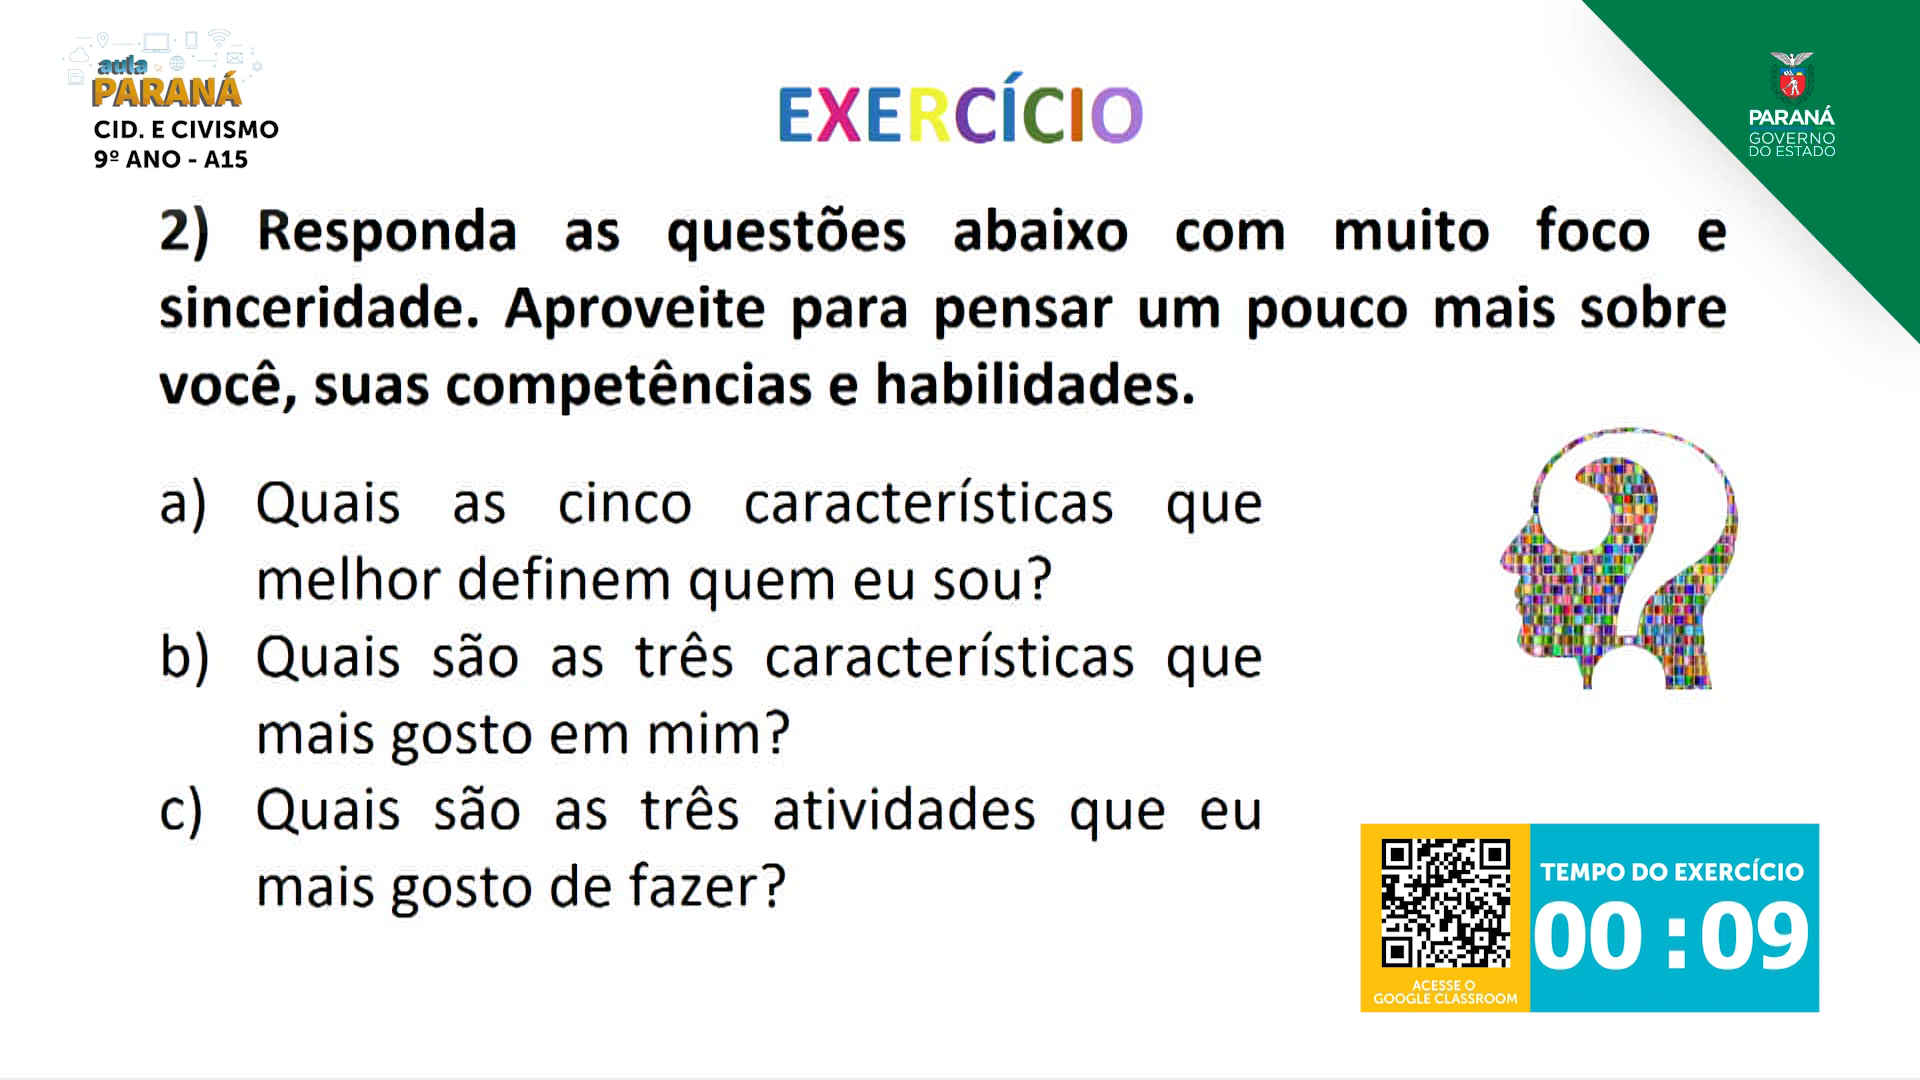 aula
PARANÁ
CID. E CIVISMO
9º ANO - A15
EXERCÍCIO
PARANÁ
GOVERNO
DO ESTADO
2) Responda as questões abaixo com muito foco e
sinceridade. Aproveite para pensar um pouco mais sobre
você, suas competências e habilidades.
a) Quais as cinco características que
melhor definem quem eu sou?
b) Quais são as três características que
mais gosto em mim?
c) Quais são as três atividades que eu
mais gosto de fazer?
ACESSE O
GOOGLE CLASSROOM
TEMPO DO EXERCÍCIO
00:09